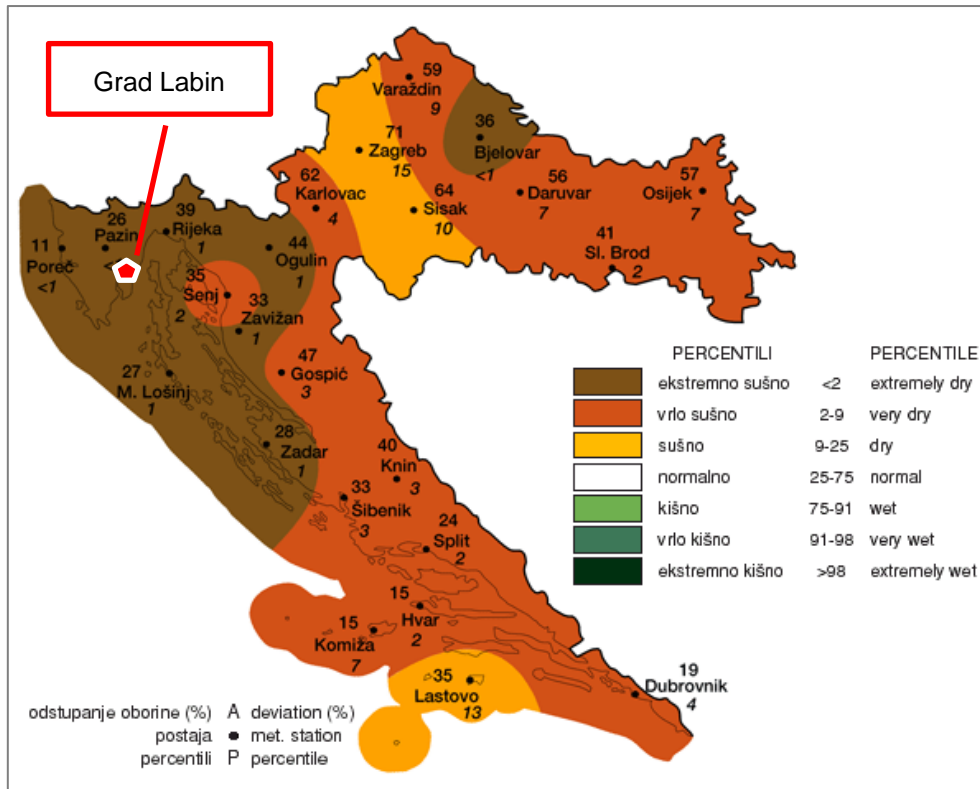 Grad Labin
59
Varaždin
9
36
Bjelovar
<1
71
Zagreb
15
62
Karlovac
4
64
Sisak
10
56
Daruvar
7
57
Osijek
7
41
Sl. Brod
2
11
Poreč
<1
26
Pazin
39
Rijeka
1
44
Ogulin
1
35
Senj
2
33
Zavižan
1
47
Gospić
3
27
M. Lošinj
1
28
Zadar
1
40
Knin
3
33
Šibenik
3
24
Split
2
15
Hvar
2
15
Komiža
7
35
Lastovo
13
19
Dubrovnik
4
PERCENTILI PERCENTILE
ekstremno sušno <2 extremely dry
vrlo sušno 2-9 very dry
sušno 9-25 dry
normalno 25-75 normal
kišno 75-91 wet
vrlo kišno 91-98 very wet
ekstremno kišno >98 extremely wet
odstupanje oborine (%) A deviation (%)
postaja met. station
percentili P percentile